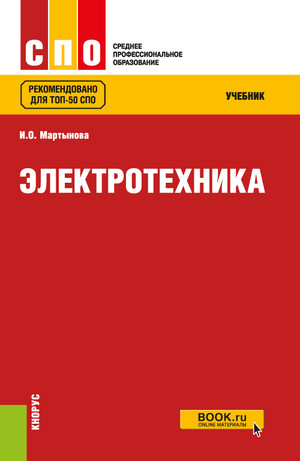 СПО
СРЕДНЕЕ
ПРОФЕССИОНАЛЬНОЕ
ОБРАЗОВАНИЕ
РЕКОМЕНДОВАНО
ДЛЯ ТОП-50 СПО
УЧЕБНИК
И.О. Мартынова
ЭЛЕКТРОТЕХНИКА
КНОРУС
BOOK.ru
ONLINE МАТЕРИАЛЫ